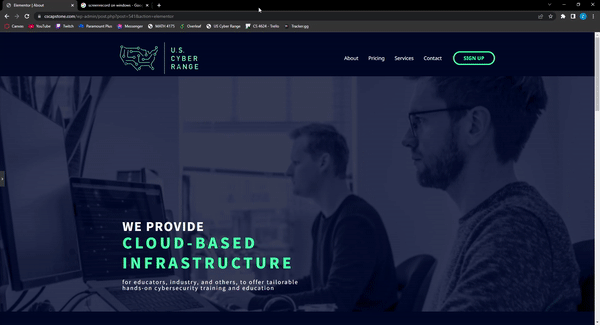 Elementor | About
screenrecord on windows - Goo
cocapstone.com/wp-admin/post.php?post=541&action=elementor
Canvas
YouTube
Twitch
Paramount Plus
Messenger
MATH 4175
Overleaf
US Cyber Range
CS 4624 - Trello
Tracker.gg
U.S.
CYBER
RANGE
About
Pricing
Services
Contact
SIGN UP
WE PROVIDE
CLOUD-BASED
INFRASTRUCTURE
for educators, industry, and others, to offer tailorable
hands-on cybersecurity training and education